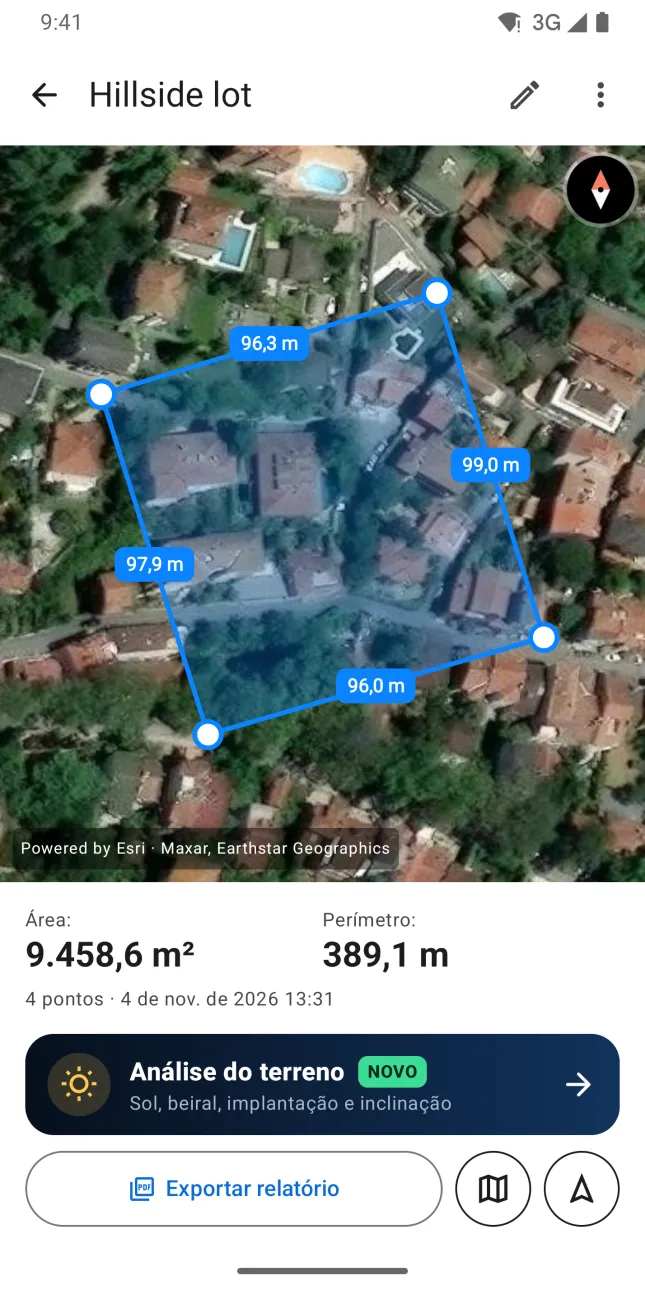 9:41
3G
Hillside lot
96,3 m
99,0 m
97,9 m
96,0 m
Powered by Esri · Maxar, Earthstar Geographics
Área:
9.458,6 m²
Perímetro:
389,1 m
4 pontos · 4 de nov. de 2026 13:31
Análise do terreno NOVO
Sol, beiral, implantação e inclinação
PDF Exportar relatório